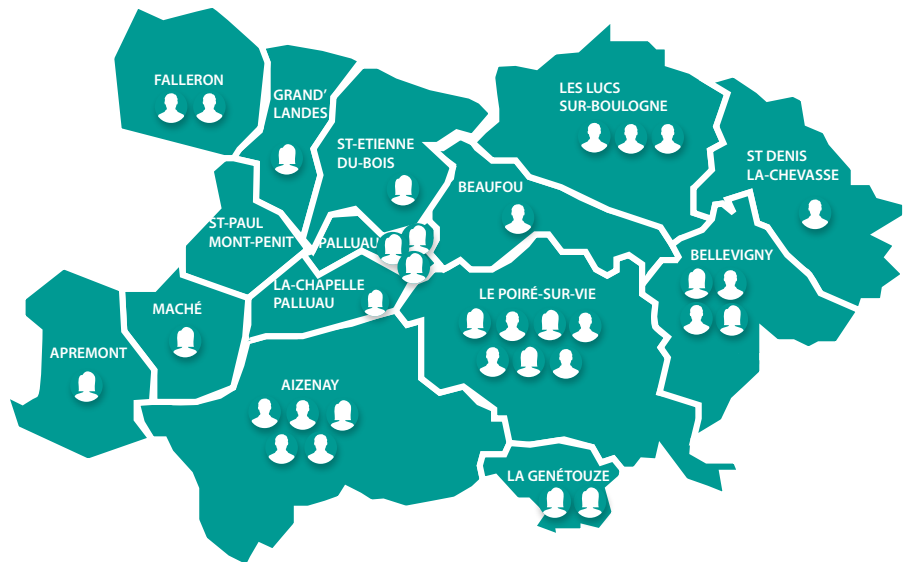 FALLERON
GRAND'
LANDES
LES LUCS
SUR-BOULOGNE
ST-ETIENNE
DU-BOIS
ST DENIS
LA-CHEVASSE
BEAUFOU
ST-PAUL
MONT-PENIT
PALLUAU
BELLEVIGNY
LA-CHAPELLE
PALLUAU
LE POIRÉ-SUR-VIE
MACHÉ
APREMONT
AIZENAY
LA GENÉTOUZE